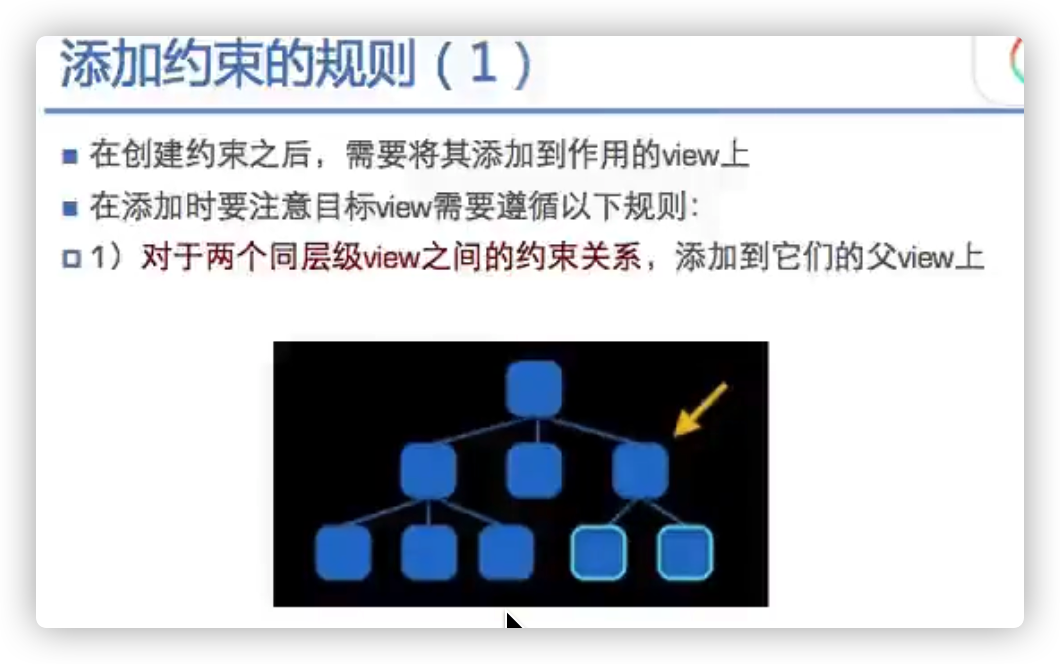 添加约束的规则（1）
在创建约束之后，需要将其添加到作用的view上
在添加时要注意目标view需要遵循以下规则：
1）对于两个同层级view之间的约束关系，添加到它们的父view上